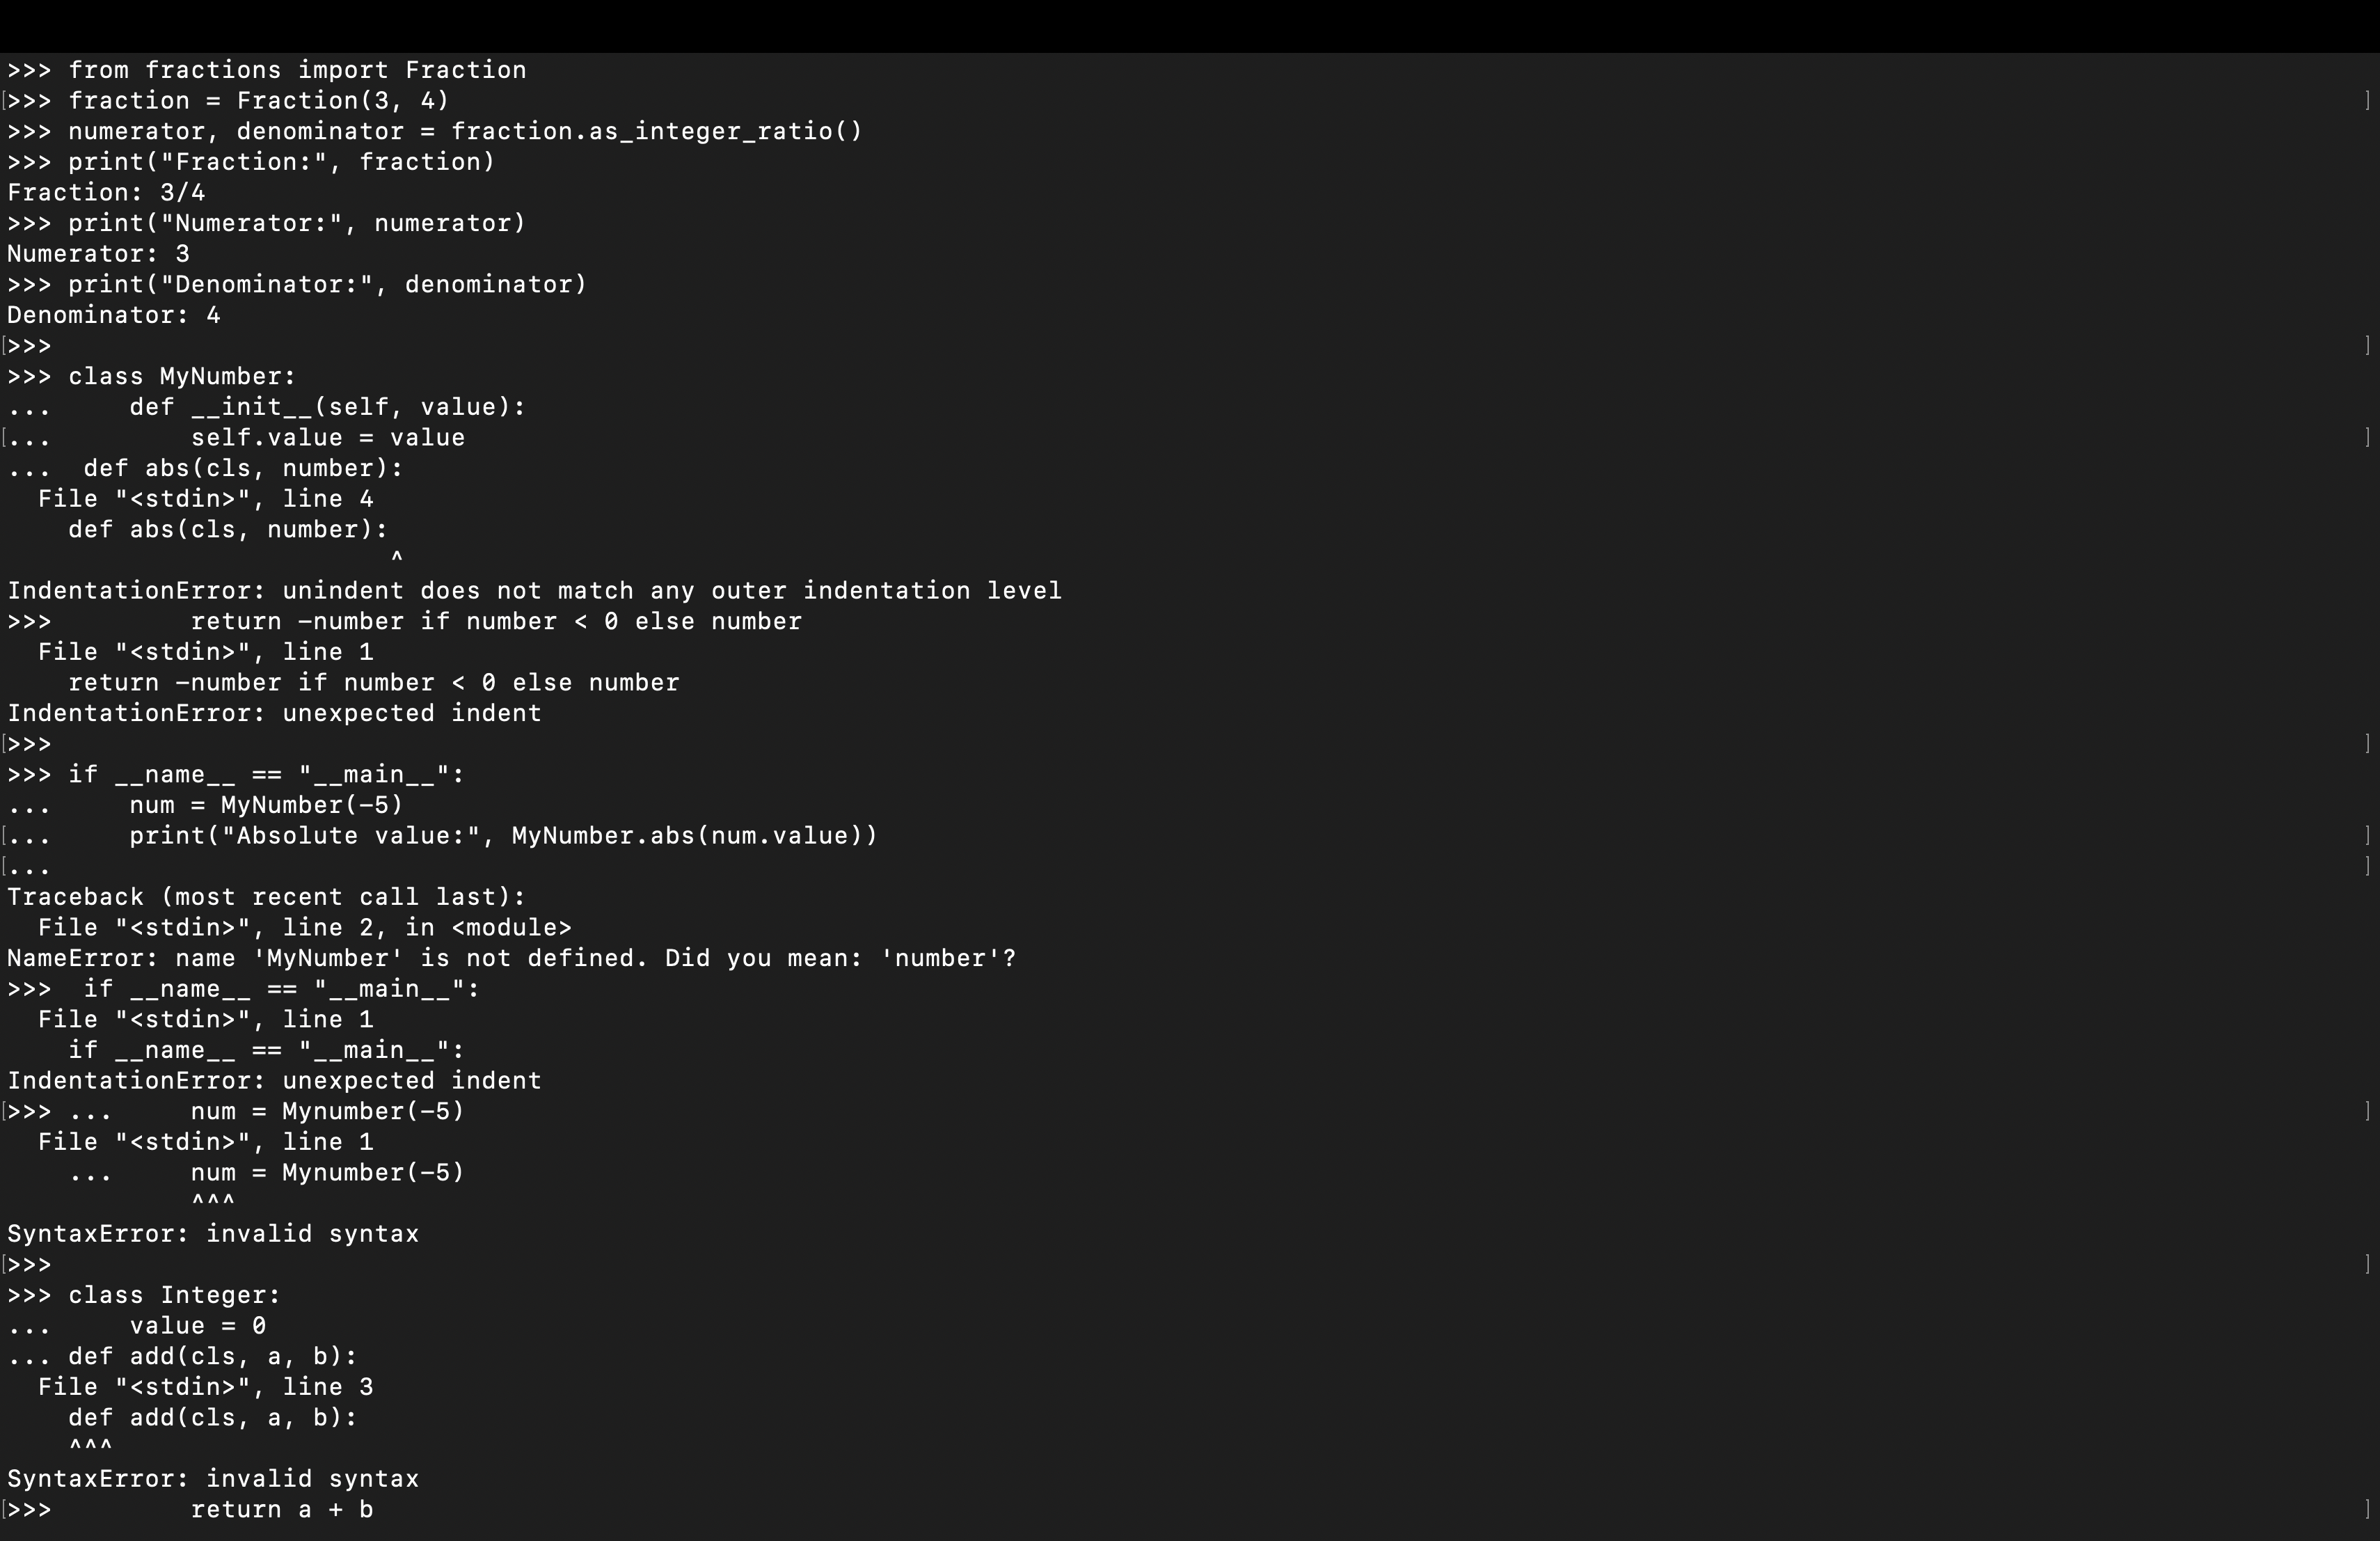 >>> from fractions import Fraction
[>>> fraction = Fraction(3, 4) ]
>>> numerator, denominator = fraction.as_integer_ratio()
>>> print("Fraction:", fraction)
Fraction: 3/4
>>> print("Numerator:", numerator)
Numerator: 3
>>> print("Denominator:", denominator)
Denominator: 4
[>>> ]
>>> class MyNumber:
...     def __init__(self, value):
[...         self.value = value ]
...  def abs(cls, number):
  File "<stdin>", line 4
    def abs(cls, number):
                         ^
IndentationError: unindent does not match any outer indentation level
>>>         return -number if number < 0 else number
  File "<stdin>", line 1
    return -number if number < 0 else number
IndentationError: unexpected indent
[>>> ]
>>> if __name__ == "__main__":
...     num = MyNumber(-5)
[...     print("Absolute value:", MyNumber.abs(num.value)) ]
[... ]
Traceback (most recent call last):
  File "<stdin>", line 2, in <module>
NameError: name 'MyNumber' is not defined. Did you mean: 'number'?
>>>  if __name__ == "__main__":
  File "<stdin>", line 1
    if __name__ == "__main__":
IndentationError: unexpected indent
[>>> ...     num = Mynumber(-5) ]
  File "<stdin>", line 1
    ...     num = Mynumber(-5)
            ^^^
SyntaxError: invalid syntax
[>>> ]
>>> class Integer:
...     value = 0
... def add(cls, a, b):
  File "<stdin>", line 3
    def add(cls, a, b):
    ^^^
SyntaxError: invalid syntax
[>>>         return a + b ]